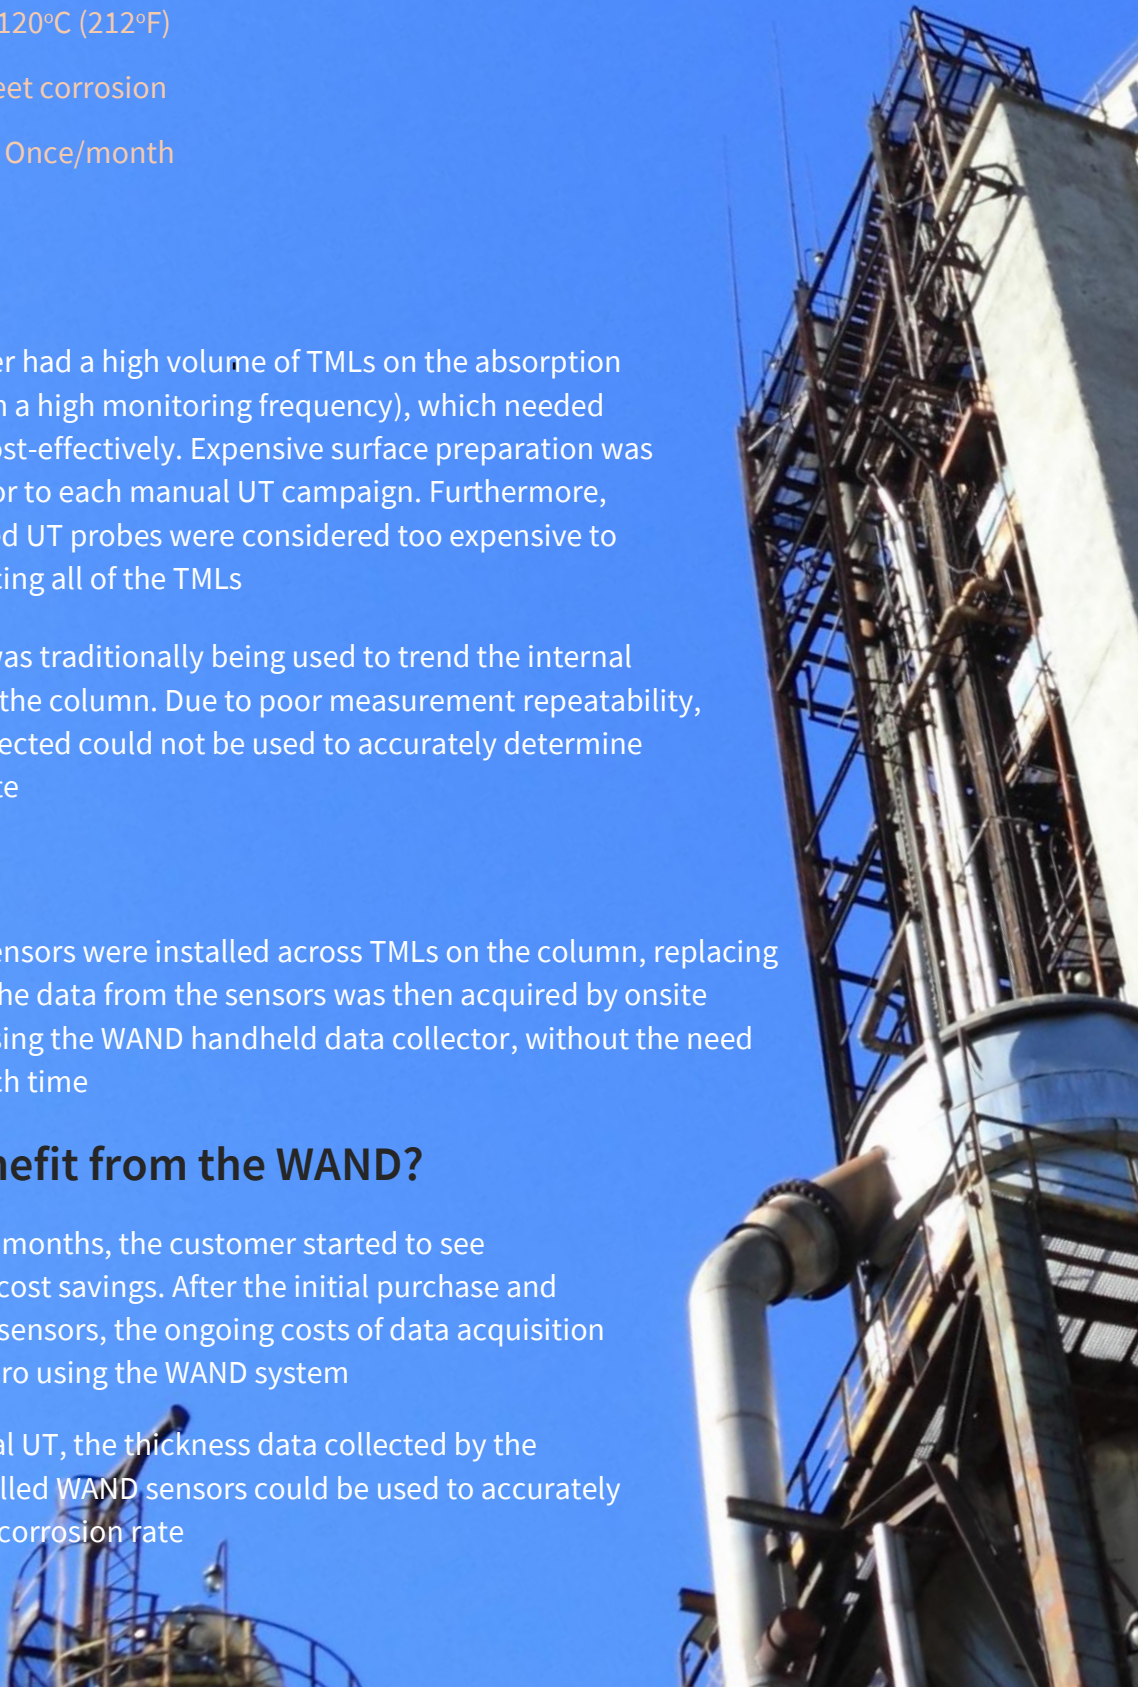 120ºC (212ºF)
eet corrosion
Once/month
er had a high volume of TMLs on the absorption
n a high monitoring frequency), which needed
ost-effectively. Expensive surface preparation was
or to each manual UT campaign. Furthermore,
ed UT probes were considered too expensive to
cing all of the TMLs
was traditionally being used to trend the internal
the column. Due to poor measurement repeatability,
ected could not be used to accurately determine
te
ensors were installed across TMLs on the column, replacing
he data from the sensors was then acquired by onsite
sing the WAND handheld data collector, without the need
ch time
nefit from the WAND?
months, the customer started to see
cost savings. After the initial purchase and
sensors, the ongoing costs of data acquisition
ro using the WAND system
al UT, the thickness data collected by the
lled WAND sensors could be used to accurately
corrosion rate